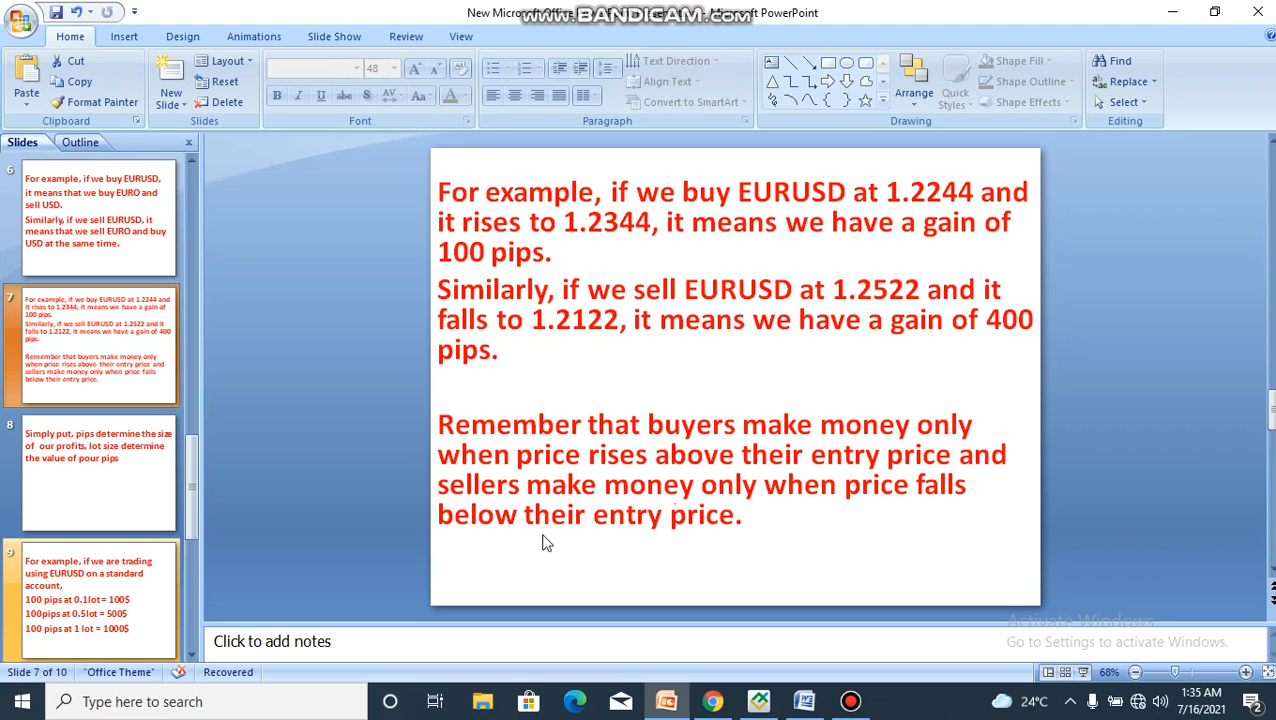 New Microsoft Office PowerPoint Presentation - Microsoft PowerPoint
www.BANDICAM.com
Home Insert Design Animations Slide Show Review View
Paste
Cut
Copy
Format Painter
Clipboard
New Slide
Layout
Reset
Delete
Slides
48
Font
Text Direction
Align Text
Convert to SmartArt
Paragraph
Arrange
Quick Styles
Shape Fill
Shape Outline
Shape Effects
Drawing
Find
Replace
Select
Editing
Slides Outline
6
For example, if we buy EURUSD,
it means that we buy EURO and
sell USD.
Similarly, if we sell EURUSD, it
means that we sell EURO and buy
USD at the same time.
7
For example, if we buy EURUSD at 1.2244 and
it rises to 1.2344, it means we have a gain of
100 pips.
Similarly, if we sell EURUSD at 1.2522 and it
falls to 1.2122, it means we have a gain of 400
pips.
Remember that buyers make money only
when price rises above their entry price and
sellers make money only when price falls
below their entry price.
8
Simply put, pips determine the size
of our profits, lot size determine
the value of pour pips
9
For example, if we are trading
using EURUSD on a standard
account,
100 pips at 0.1lot = 100$
100pips at 0.5lot = 500$
100 pips at 1 lot = 1000$
For example, if we buy EURUSD at 1.2244 and
it rises to 1.2344, it means we have a gain of
100 pips.
Similarly, if we sell EURUSD at 1.2522 and it
falls to 1.2122, it means we have a gain of 400
pips.
Remember that buyers make money only
when price rises above their entry price and
sellers make money only when price falls
below their entry price.
Activate Windows
Go to Settings to activate Windows.
Click to add notes
Slide 7 of 10 "Office Theme" Recovered 68%
Type here to search
24°C
1:35 AM
7/16/2021
2